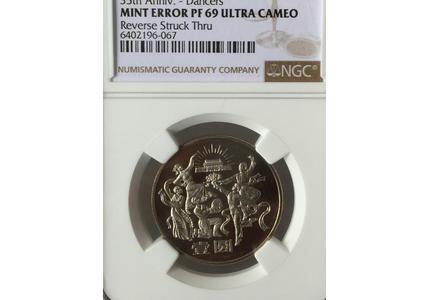 35th Anniv. - Dancers
MINT ERROR PF 69 ULTRA CAMEO
Reverse Struck Thru
6402196-067
NUMISMATIC GUARANTY COMPANY
NGC
壹圆